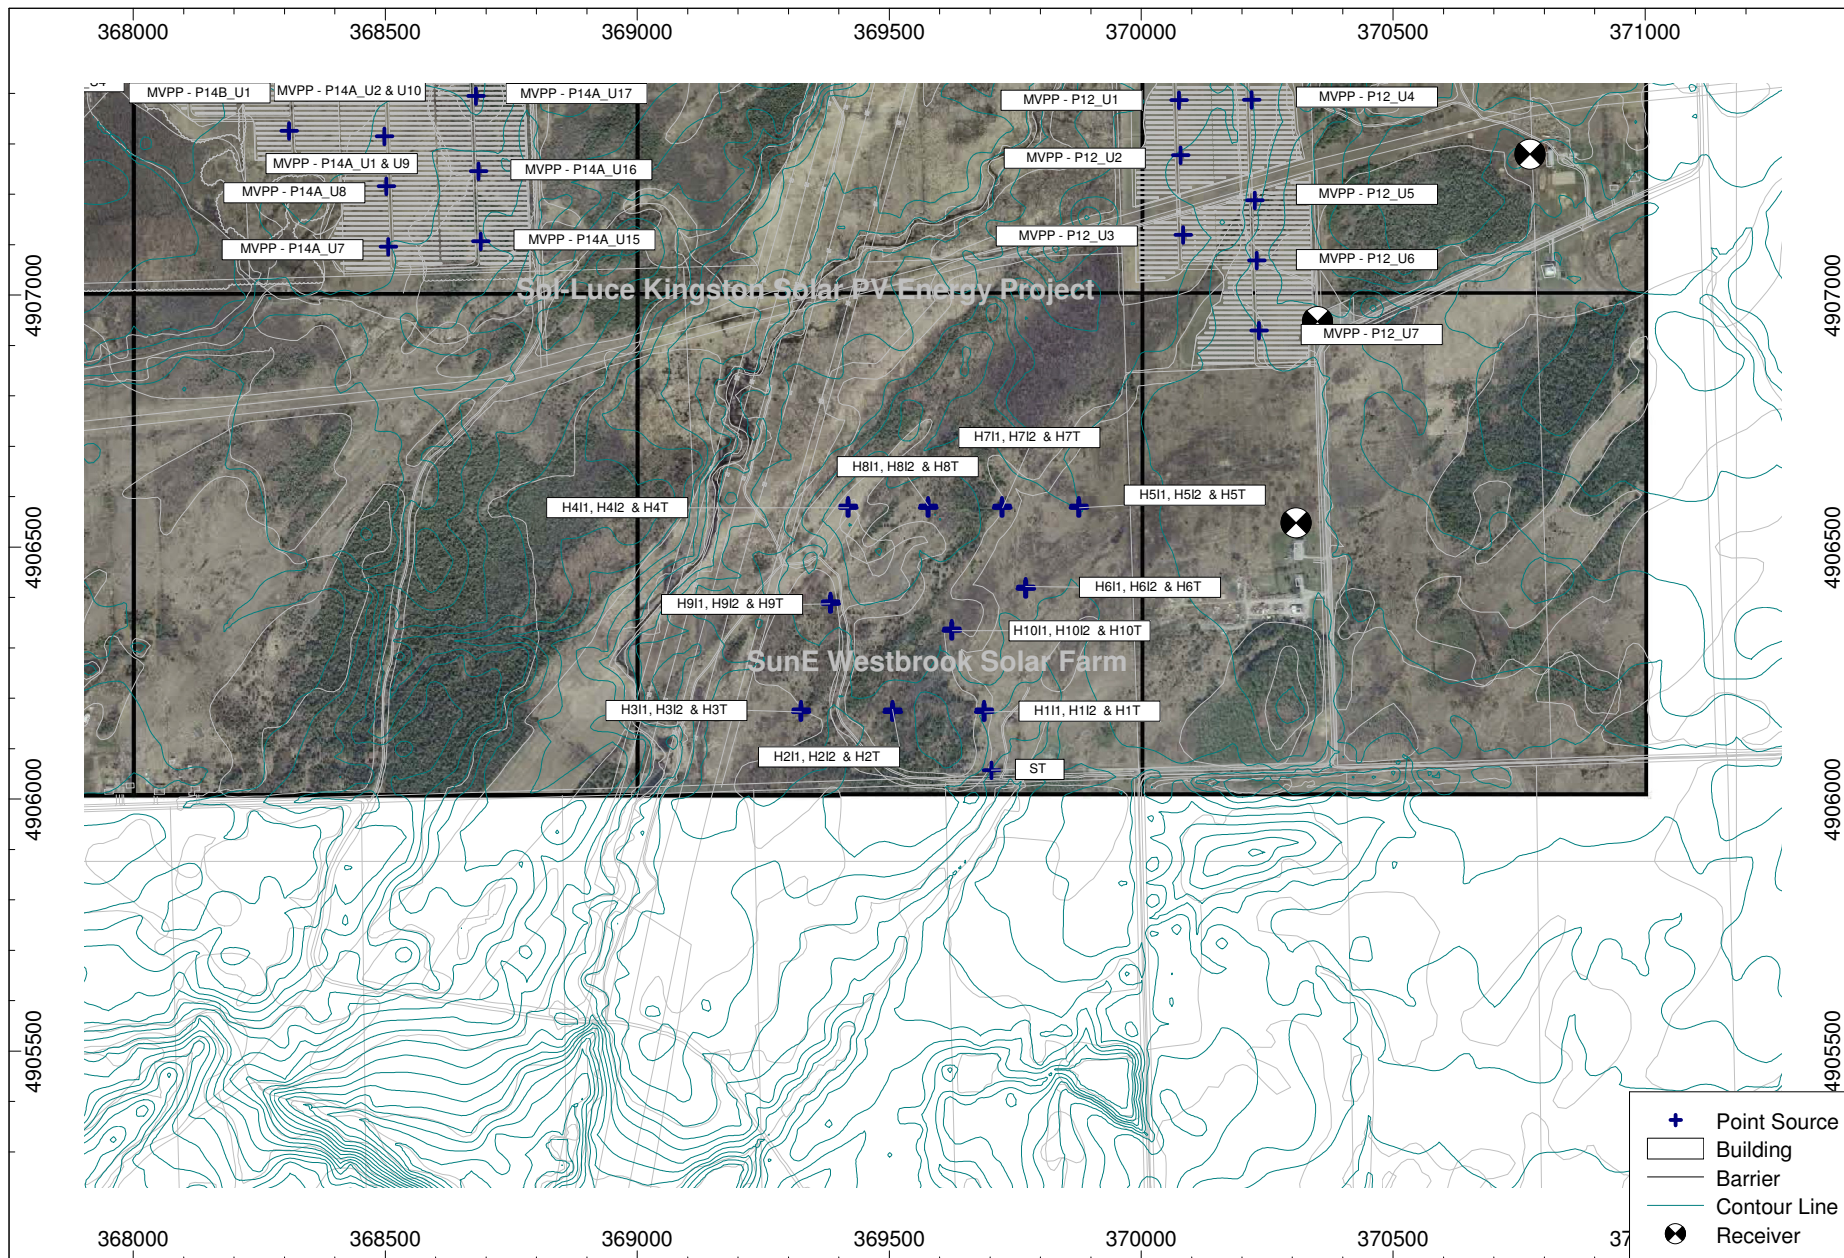 368000 368500 369000 369500 370000 370500 371000
_U4
MVPP - P14B_U1
MVPP - P14A_U2 & U10
MVPP - P14A_U17
MVPP - P12_U1
MVPP - P12_U4
MVPP - P14A_U1 & U9
MVPP - P14A_U16
MVPP - P12_U2
MVPP - P14A_U8
MVPP - P12_U5
MVPP - P14A_U7
MVPP - P14A_U15
MVPP - P12_U3
MVPP - P12_U6
4907000
Sol-Luce Kingston Solar PV Energy Project
4907000
MVPP - P12_U7
H7I1, H7I2 & H7T
H8I1, H8I2 & H8T
H4I1, H4I2 & H4T
H5I1, H5I2 & H5T
4906500
4906500
H9I1, H9I2 & H9T
H6I1, H6I2 & H6T
H10I1, H10I2 & H10T
SunE Westbrook Solar Farm
H3I1, H3I2 & H3T
H1I1, H1I2 & H1T
H2I1, H2I2 & H2T
ST
4906000
4906000
4905500
4905500
Point Source
Building
Barrier
Contour Line
Receiver
368000 368500 369000 369500 370000 370500